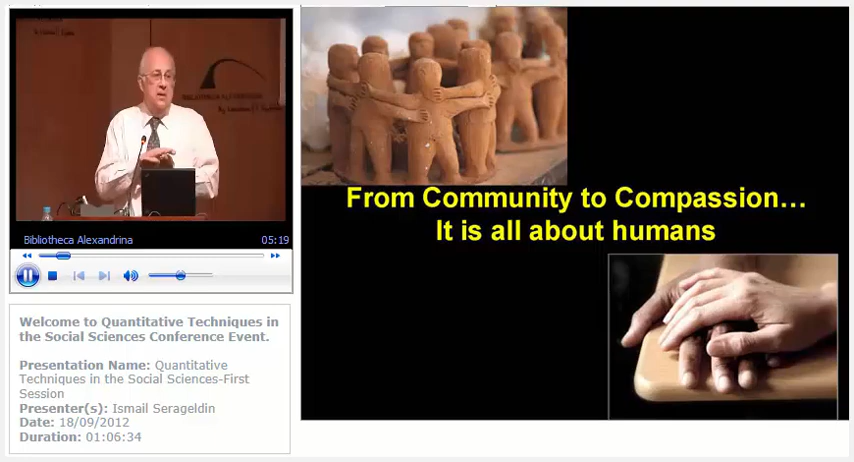 BIBLIOTHECA ALEXANDRINA
Bibliotheca Alexandrina 05:19
Welcome to Quantitative Techniques in
the Social Sciences Conference Event.
Presentation Name: Quantitative
Techniques in the Social Sciences-First
Session
Presenter(s): Ismail Serageldin
Date: 18/09/2012
Duration: 01:06:34
From Community to Compassion…
It is all about humans